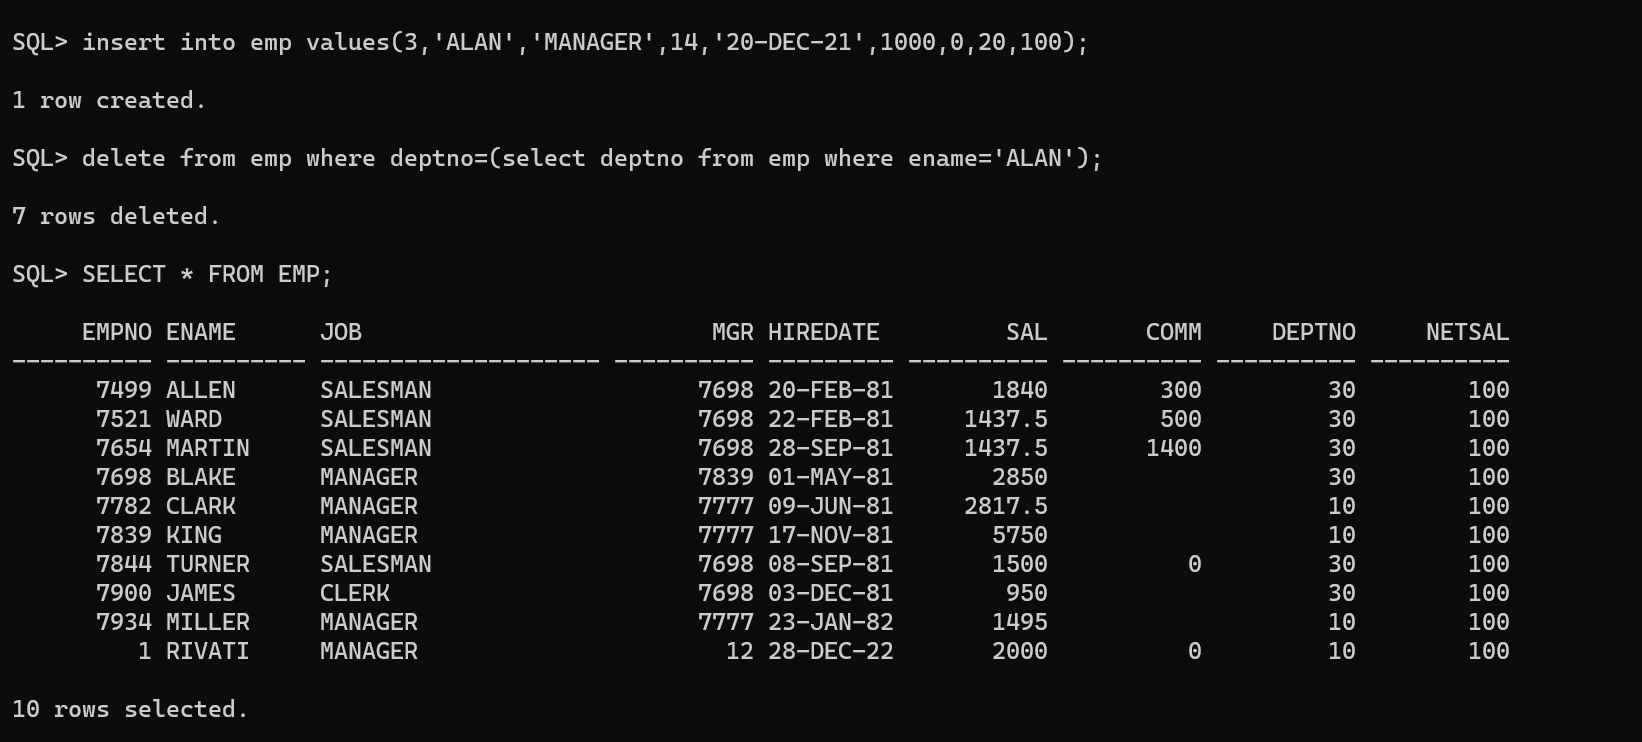 SQL> insert into emp values(3,'ALAN','MANAGER',14,'20-DEC-21',1000,0,20,100);
1 row created.
SQL> delete from emp where deptno=(select deptno from emp where ename='ALAN');
7 rows deleted.
SQL> SELECT * FROM EMP;
     EMPNO ENAME      JOB                         MGR HIREDATE         SAL       COMM     DEPTNO     NETSAL
---------- ---------- -------------------- ---------- --------- ---------- ---------- ---------- ----------
      7499 ALLEN      SALESMAN                   7698 20-FEB-81       1840        300         30        100
      7521 WARD       SALESMAN                   7698 22-FEB-81     1437.5        500         30        100
      7654 MARTIN     SALESMAN                   7698 28-SEP-81     1437.5       1400         30        100
      7698 BLAKE      MANAGER                    7839 01-MAY-81       2850                    30        100
      7782 CLARK      MANAGER                    7777 09-JUN-81     2817.5                    10        100
      7839 KING       MANAGER                    7777 17-NOV-81       5750                    10        100
      7844 TURNER     SALESMAN                   7698 08-SEP-81       1500          0         30        100
      7900 JAMES      CLERK                      7698 03-DEC-81        950                    30        100
      7934 MILLER     MANAGER                    7777 23-JAN-82       1495                    10        100
         1 RIVATI     MANAGER                      12 28-DEC-22       2000          0         10        100
10 rows selected.